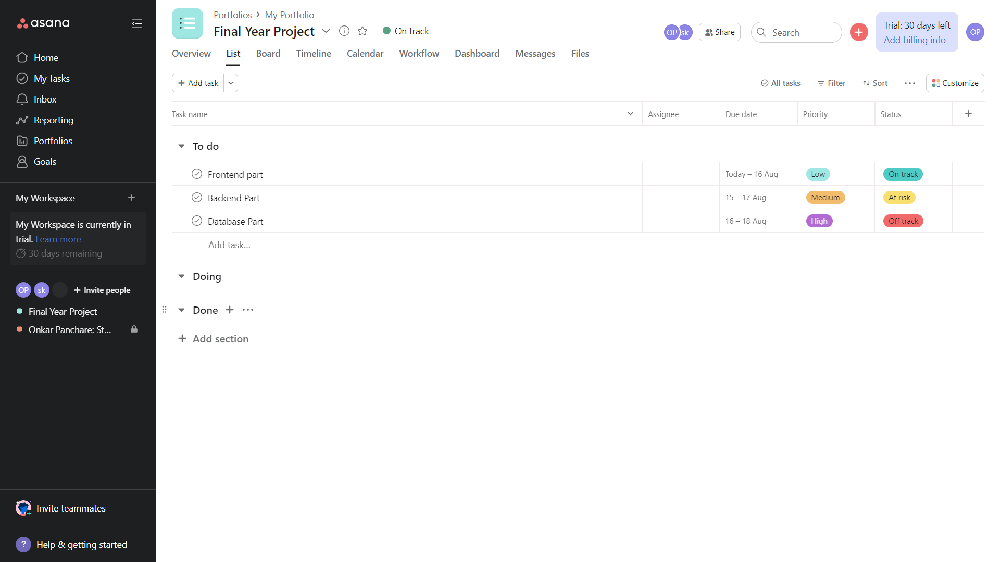 asana
Home
My Tasks
Inbox
Reporting
Portfolios
Goals
My Workspace
My Workspace is currently in
trial. Learn more
30 days remaining
OP sk Invite people
Final Year Project
Onkar Panchare: St...
Invite teammates
? Help & getting started
Portfolios My Portfolio
Final Year Project On track
OP sk Share Search Trial: 30 days left
Add billing info
OP
Overview List Board Timeline Calendar Workflow Dashboard Messages Files
Add task All tasks Filter Sort Customize
Task name Assignee Due date Priority Status
To do
Frontend part Today – 16 Aug Low On track
Backend Part 15 – 17 Aug Medium At risk
Database Part 16 – 18 Aug High Off track
Add task...
Doing
Done
Add section